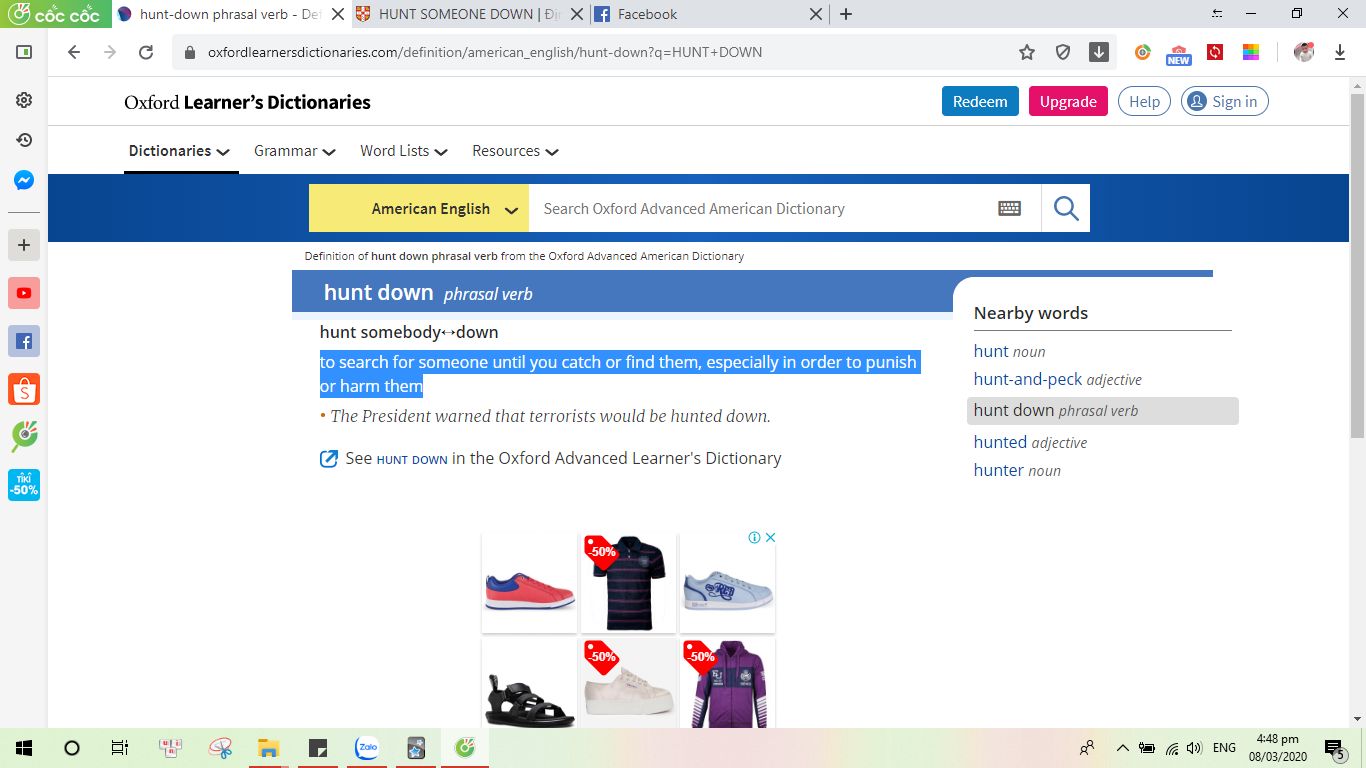 cốc cốc
hunt-down phrasal verb - Def
HUNT SOMEONE DOWN | Địn
Facebook
oxfordlearnersdictionaries.com/definition/american_english/hunt-down?q=HUNT+DOWN
NEW
Oxford Learner's Dictionaries
Redeem
Upgrade
Help
Sign in
Dictionaries
Grammar
Word Lists
Resources
American English
Search Oxford Advanced American Dictionary
Definition of hunt down phrasal verb from the Oxford Advanced American Dictionary
hunt down phrasal verb
hunt somebody↔down
to search for someone until you catch or find them, especially in order to punish
or harm them
• The President warned that terrorists would be hunted down.
See HUNT DOWN in the Oxford Advanced Learner's Dictionary
Nearby words
hunt noun
hunt-and-peck adjective
hunt down phrasal verb
hunted adjective
hunter noun
TIKI
-50%
-50%
-50%
-50%
Zalo
ENG
4:48 pm
08/03/2020
5